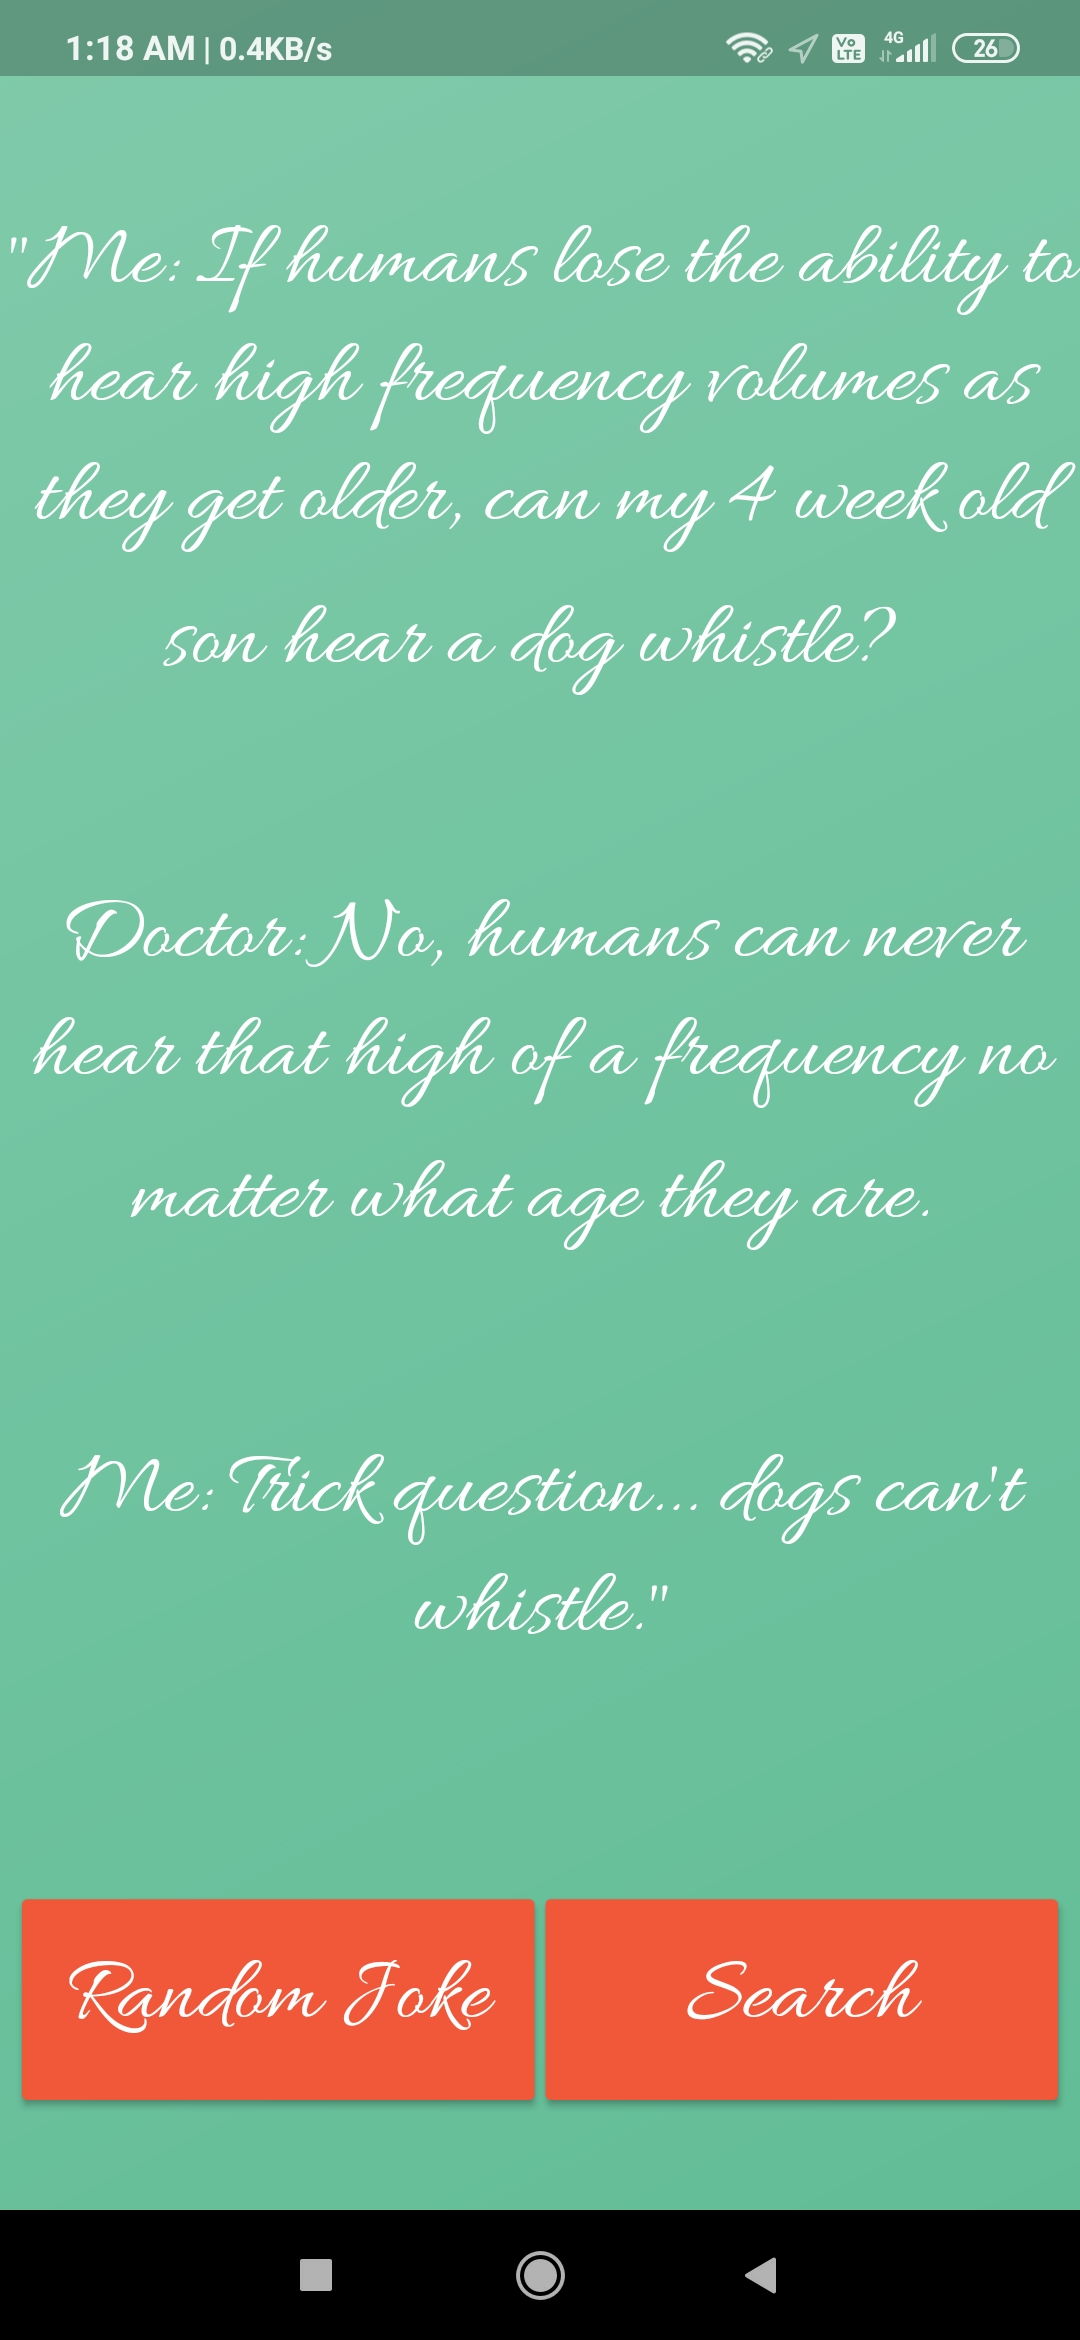 1:18 AM | 0.4KB/s Vo LTE 4G 26
"Me: If humans lose the ability to
hear high frequency volumes as
they get older, can my 4 week old
son hear a dog whistle?
Doctor: No, humans can never
hear that high of a frequency no
matter what age they are.
Me: Trick question... dogs can't
whistle."
Random Joke Search